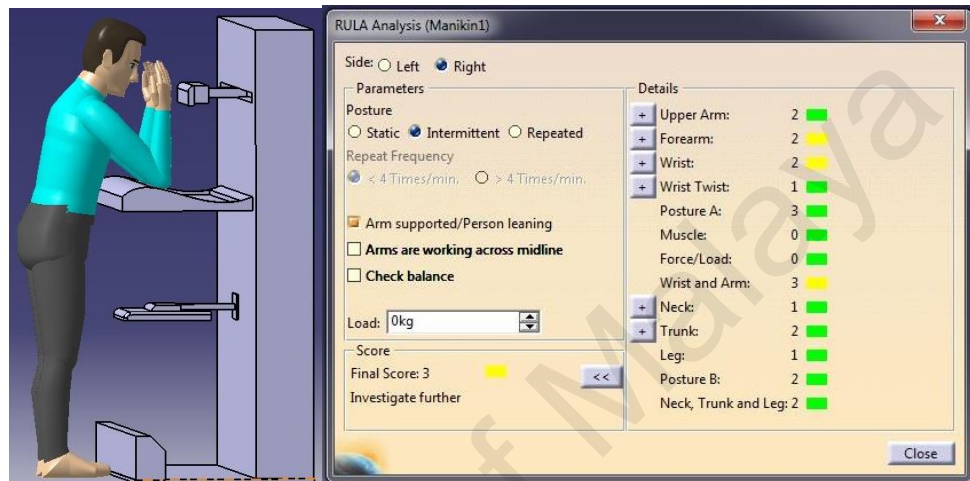 RULA Analysis (Manikin1)
Side: Left Right
Parameters
Posture
Static Intermittent Repeated
Repeat Frequency
< 4 Times/min. > 4 Times/min.
Arm supported/Person leaning
Arms are working across midline
Check balance
Load: 0kg
Score
Final Score: 3
<<
Investigate further
Details
+ Upper Arm: 2
+ Forearm: 2
+ Wrist: 2
+ Wrist Twist: 1
Posture A: 3
Muscle: 0
Force/Load: 0
Wrist and Arm: 3
+ Neck: 1
+ Trunk: 2
Leg: 1
Posture B: 2
Neck, Trunk and Leg: 2
Close
of Malaya